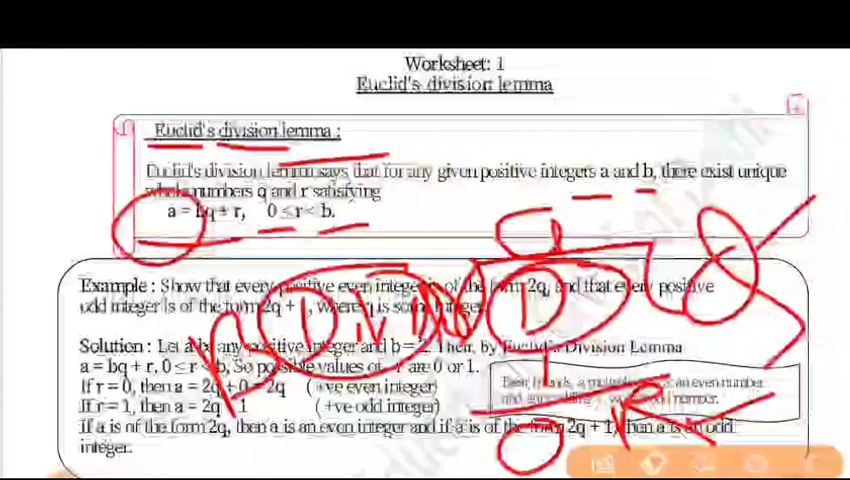 Worksheet: 1
Euclid's division lemma
Euclid's division lemma :
Euclid's division lemma says that for any given positive integers a and b, there exist unique
whole numbers q and r satisfying
a = bq + r, 0 ≤ r < b.
Example : Show that every positive even integer is of the form 2q, and that every positive
odd integer is of the form 2q + 1, where q is some integer.
Solution : Let a be any positive integer and b = 2. Then, by Euclid's Division Lemma
a = bq + r, 0 ≤ r < b, So possible values of r are 0 or 1.
If r = 0, then a = 2q + 0 = 2q ( +ve even integer)
If r = 1, then a = 2q 1 ( +ve odd integer)
If a is of the form 2q, then a is an even integer and if a is of the form 2q + 1, then a is an odd
integer.